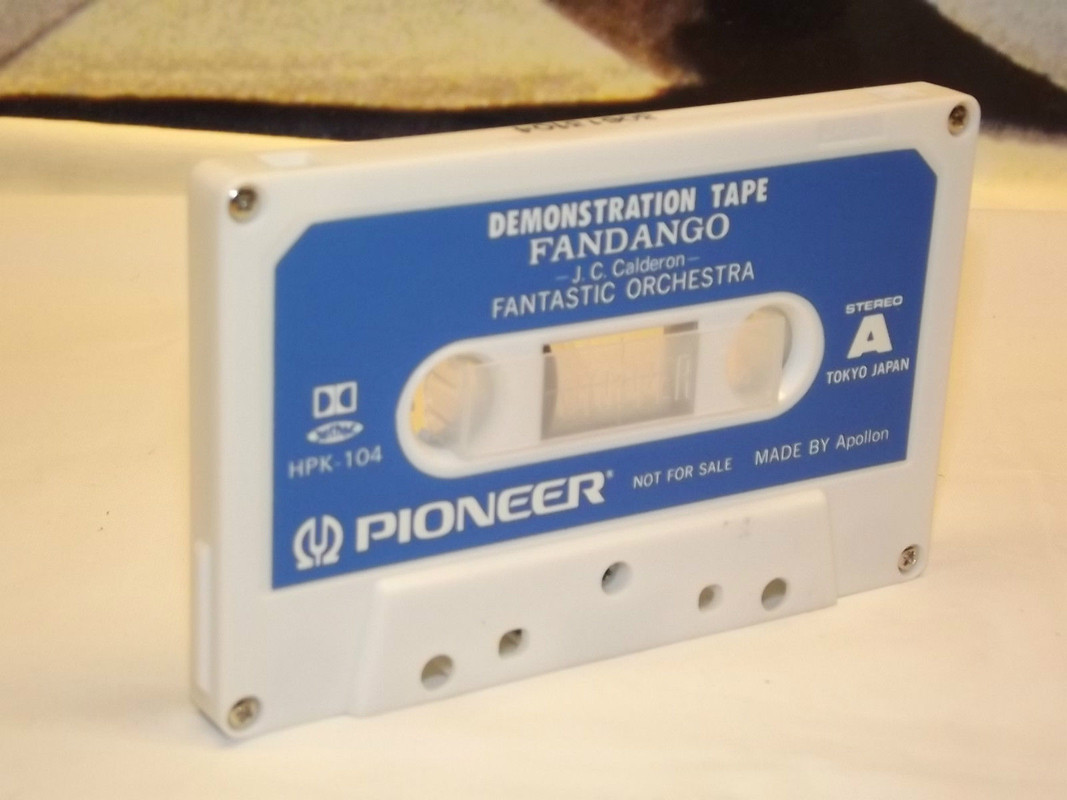 DEMONSTRATION TAPE
FANDANGO
—J. C. Calderon—
FANTASTIC ORCHESTRA
STEREO
A
TOKYO JAPAN
HPK-104
MADE BY Apollon
NOT FOR SALE
PIONEER